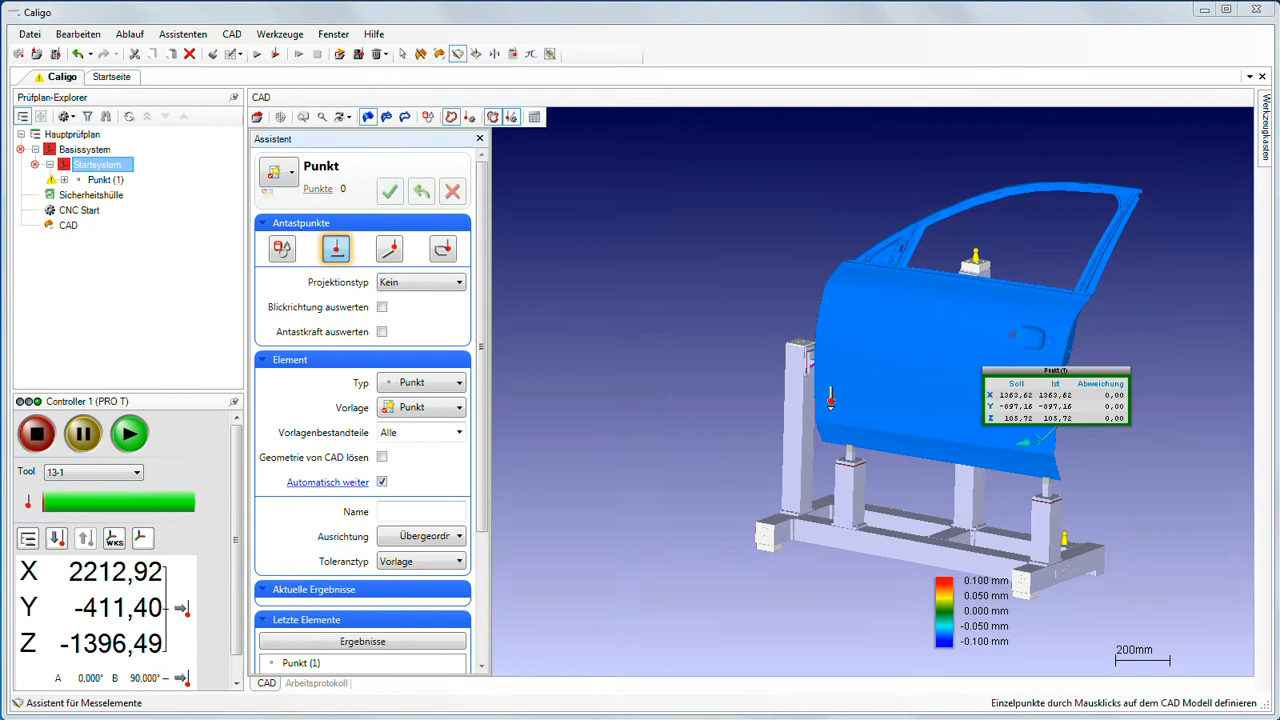 Caligo
Datei Bearbeiten Ablauf Assistenten CAD Werkzeuge Fenster Hilfe
Caligo Startseite
Prüfplan-Explorer
Hauptprüfplan
Basissystem
Startsystem
Punkt (1)
Sicherheitshülle
CNC Start
CAD
Controller 1 (PRO T)
Tool 13-1
WKS
X 2212,92
Y -411,40
Z -1396,49
A 0.000° B 90,000°
CAD
Assistent
Punkt
Punkte 0
Antastpunkte
Projektionstyp Kein
Blickrichtung auswerten
Antastkraft auswerten
Element
Typ Punkt
Vorlage Punkt
Vorlagenbestandteile Alle
Geometrie von CAD lösen
Automatisch weiter
Name
Ausrichtung Übergeordr
Toleranztyp Vorlage
Aktuelle Ergebnisse
Letzte Elemente
Ergebnisse
Punkt (1)
CAD Arbeitsprotokoll
Punkt(1)
Soll Ist Abweichung
X 1363,62 1363,62 0,00
Y -897,16 -897,16 0,00
Z 105,72 105,72 0,00
0.100 mm
0.050 mm
0.000 mm
-0.050 mm
-0.100 mm
200mm
Werkzeugkasten
Assistent für Messelemente
Einzelpunkte durch Mausklicks auf dem CAD Modell definieren